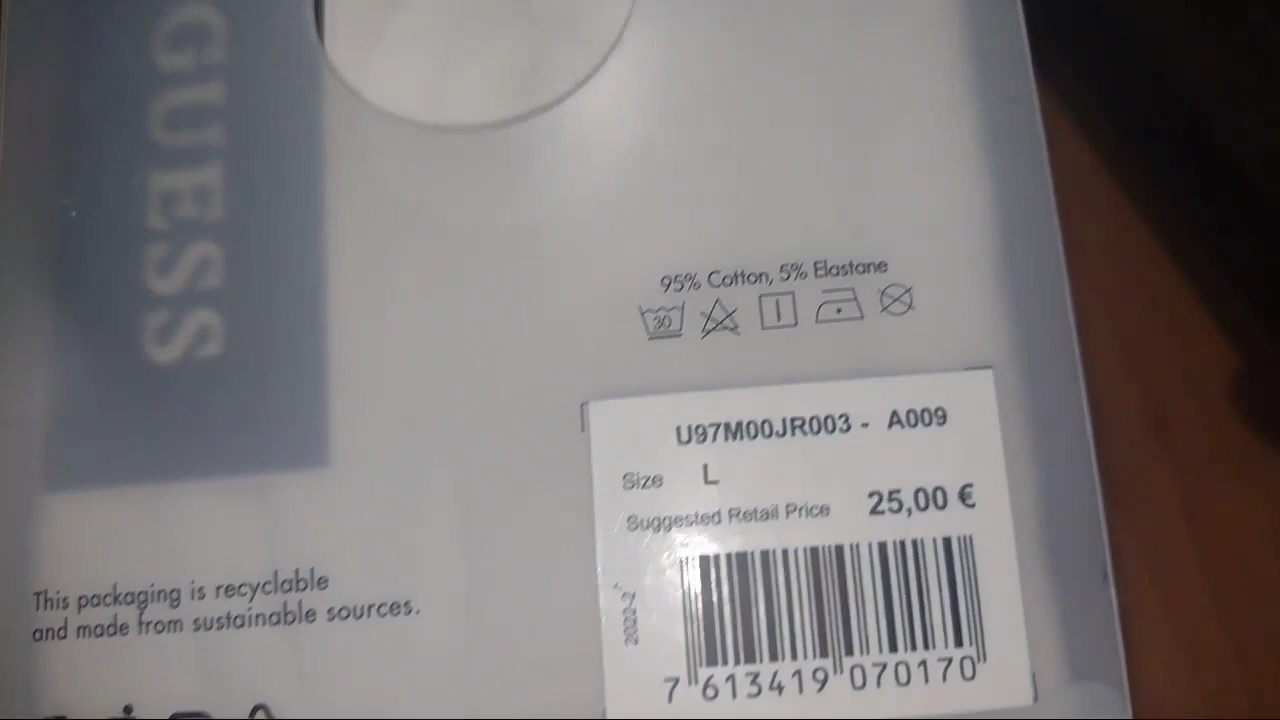 GUESS
95% Cotton, 5% Elastane
30
U97M00JR003 - A009
Size L
Suggested Retail Price 25,00 €
7 613419 070170
This packaging is recyclable
and made from sustainable sources.